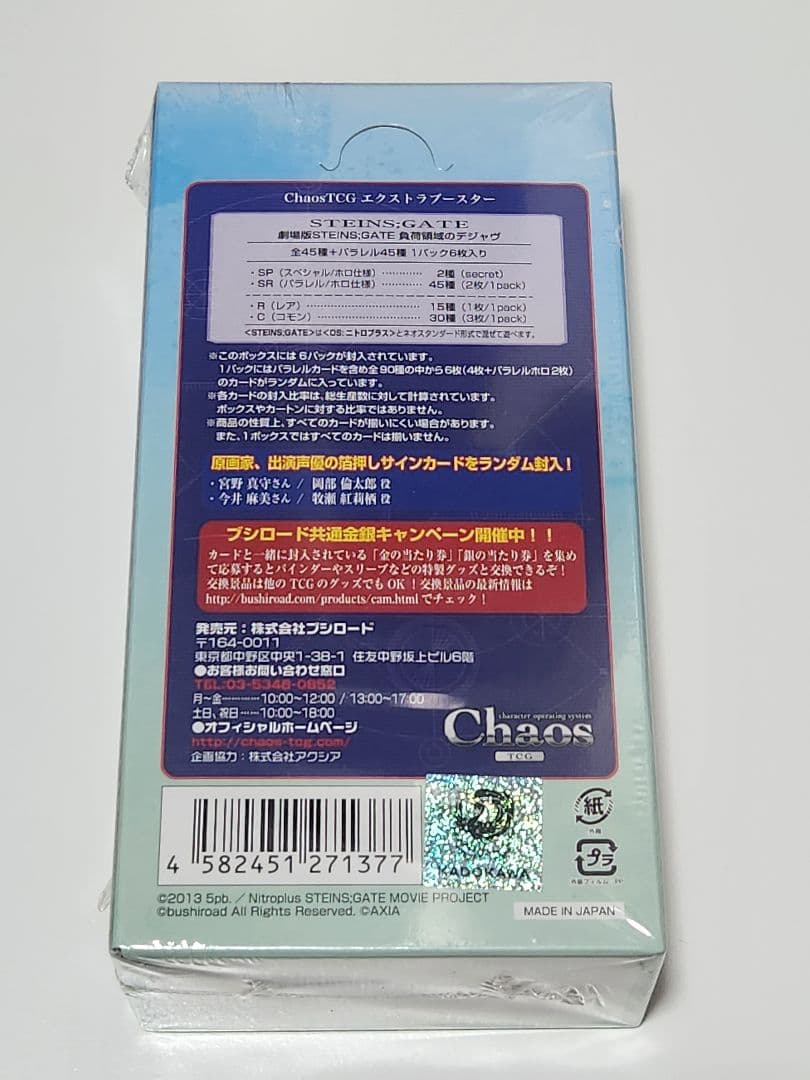 ChaosTCG エクストラブースター
STEINS;GATE
劇場版STEINS;GATE 負荷領域のデジャヴ
全45種＋パラレル45種 1パック6枚入り
・SP（スペシャル/ホロ仕様）………… 2種（secret）
・SR（パラレル/ホロ仕様）………… 45種（2枚/1pack）
・R（レア）………………………… 15種（1枚/1pack）
・C（コモン）……………………… 30種（3枚/1pack）
<STEINS;GATE>は<OS:ニトロプラス>とネオスタンダード形式で混ぜて遊べます。
※このボックスには6パックが封入されています。
1パックにはパラレルカードを含め全90種の中から6枚(4枚+パラレルホロ2枚)
のカードがランダムに入っています。
※各カードの封入比率は、総生産数に対して計算されています。
ボックスやカートンに対する比率ではありません。
※商品の性質上、すべてのカードが揃いにくい場合があります。
また、1ボックスではすべてのカードは揃いません。
原画家、出演声優の箔押しサインカードをランダム封入！
・宮野 真守さん / 岡部 倫太郎 役
・今井 麻美さん / 牧瀬 紅莉栖 役
ブシロード共通金銀キャンペーン開催中！！
カードと一緒に封入されている「金の当たり券」「銀の当たり券」を集め
て応募するとバインダーやスリーブなどの特製グッズと交換できるぞ！
交換景品は他のTCGのグッズでもOK！交換景品の最新情報は
http://bushiroad.com/products/cam.htmlでチェック！
発売元：株式会社ブシロード
〒164-0011
東京都中野区中央1-38-1 住友中野坂上ビル6階
●お客様お問い合わせ窓口
TEL:03-5348-0852
月〜金………10:00〜12:00 / 13:00〜17:00
土日、祝日…10:00〜18:00
●オフィシャルホームページ
http://chaos-tcg.com/
企画協力：株式会社アクシア
character operating system
Chaos
TCG
4 582451 271377
KADOKAWA
紙
外箱
プラ
外装フィルム：PP
©2013 5pb.／Nitroplus STEINS;GATE MOVIE PROJECT
©bushiroad All Rights Reserved. ©AXIA
MADE IN JAPAN